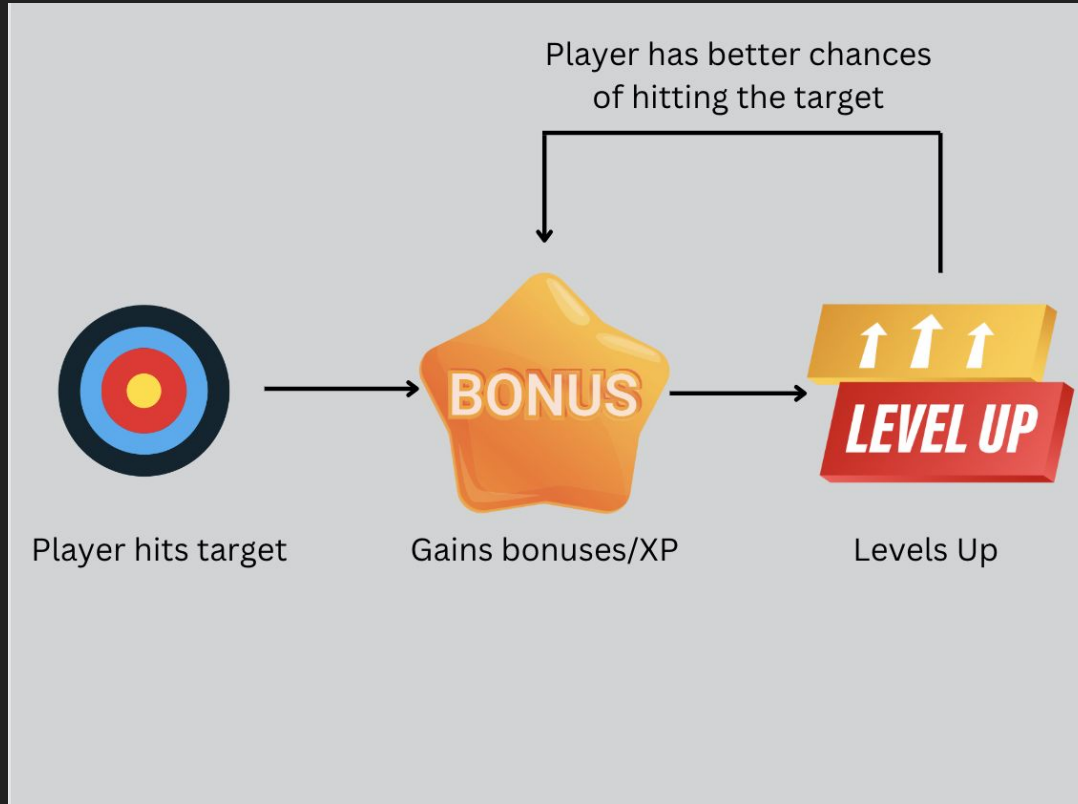 Player has better chances
of hitting the target
BONUS
LEVEL UP
Player hits target
Gains bonuses/XP
Levels Up